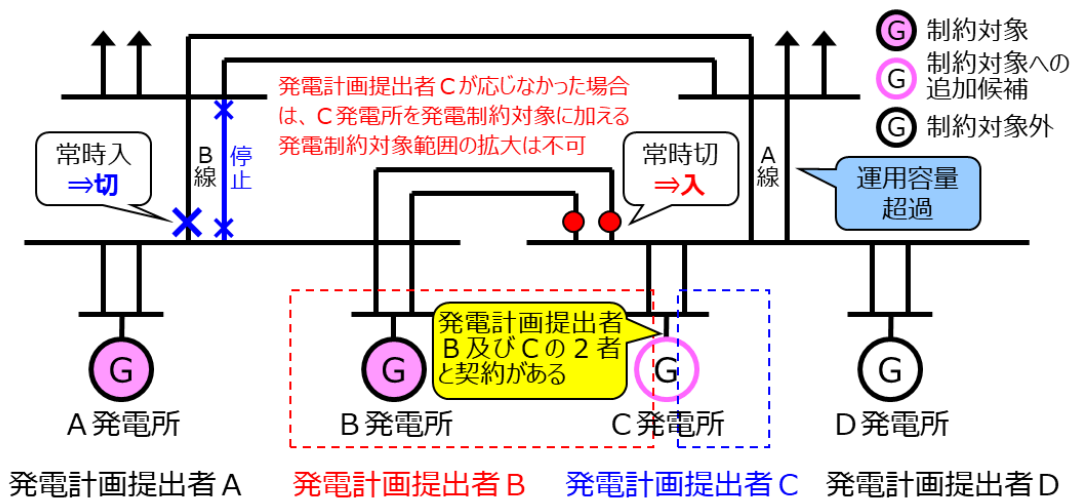 G 制約対象
G 制約対象への
追加候補
G 制約対象外
発電計画提出者Cが応じなかった場合
は、C発電所を発電制約対象に加える
発電制約対象範囲の拡大は不可
常時入
⇒切
B線
停止
常時切
⇒入
A線
運用容量
超過
発電計画提出者
B及びCの2者
と契約がある
G
G
G
G
A発電所
B発電所
C発電所
D発電所
発電計画提出者A
発電計画提出者B
発電計画提出者C
発電計画提出者D